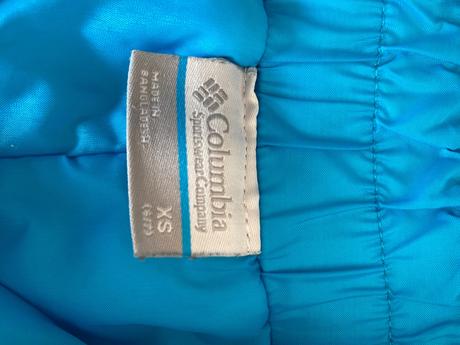 Columbia
Sportswear Company
XS
(6/7)
MADE IN
BANGLADESH